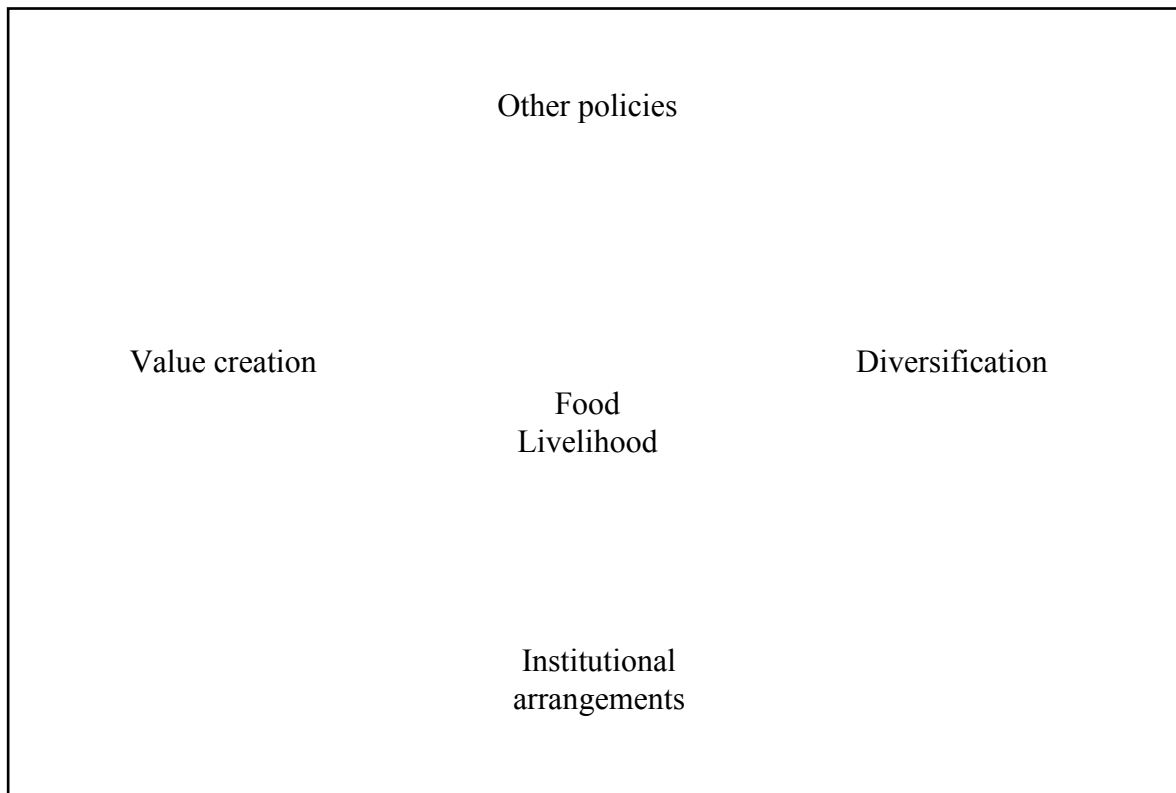 Other policies
Value creation
Diversification
Food
Livelihood
Institutional
arrangements